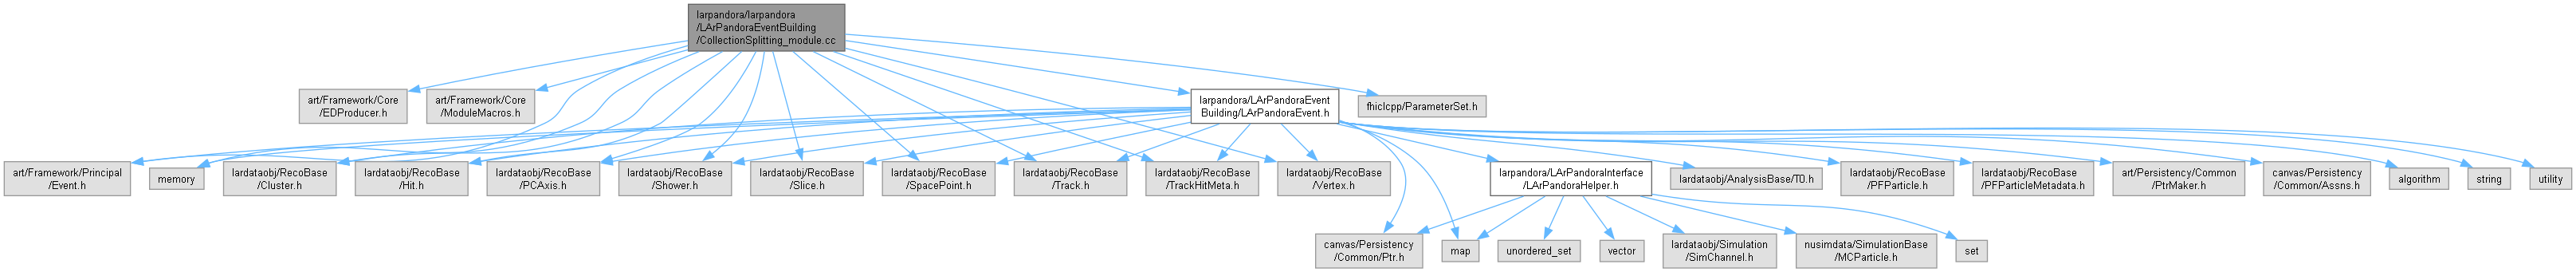 larpandora/larpandora
/LArPandoraEventBuilding
/CollectionSplitting_module.cc
art/Framework/Core
/EDProducer.h
art/Framework/Core
/ModuleMacros.h
larpandora/LArPandoraEvent
Building/LArPandoraEvent.h
fhiclcpp/ParameterSet.h
art/Framework/Principal
/Event.h
memory
lardataobj/RecoBase
/Cluster.h
lardataobj/RecoBase
/Hit.h
lardataobj/RecoBase
/PCAxis.h
lardataobj/RecoBase
/Shower.h
lardataobj/RecoBase
/Slice.h
lardataobj/RecoBase
/SpacePoint.h
lardataobj/RecoBase
/Track.h
lardataobj/RecoBase
/TrackHitMeta.h
lardataobj/RecoBase
/Vertex.h
larpandora/LArPandoraInterface
/LArPandoraHelper.h
lardataobj/AnalysisBase/T0.h
lardataobj/RecoBase
/PFParticle.h
lardataobj/RecoBase
/PFParticleMetadata.h
art/Persistency/Common
/PtrMaker.h
canvas/Persistency
/Common/Assns.h
algorithm
string
utility
canvas/Persistency
/Common/Ptr.h
map
unordered_set
vector
lardataobj/Simulation
/SimChannel.h
nusimdata/SimulationBase
/MCParticle.h
set